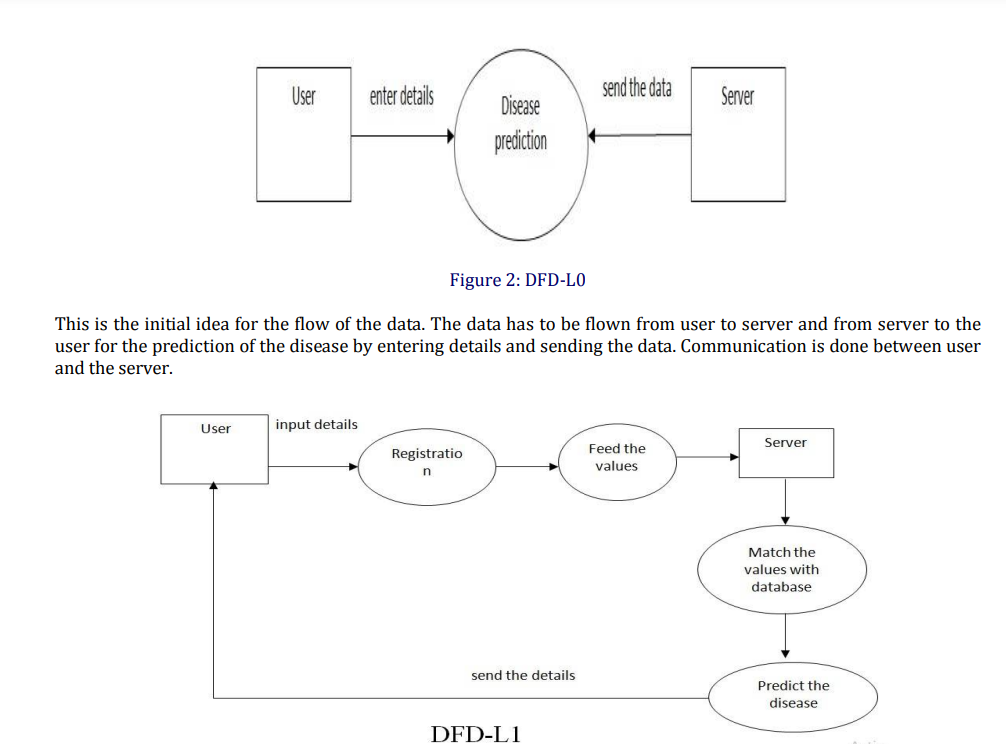 User
enter details
Disease
prediction
send the data
Server
Figure 2: DFD-L0
This is the initial idea for the flow of the data. The data has to be flown from user to server and from server to the
user for the prediction of the disease by entering details and sending the data. Communication is done between user
and the server.
User
input details
Registratio
n
Feed the
values
Server
Match the
values with
database
Predict the
disease
send the details
DFD-L1